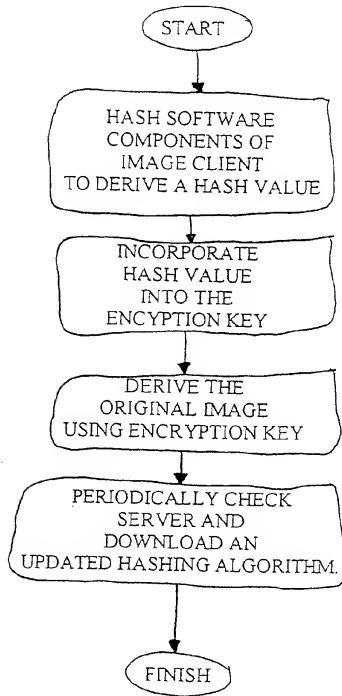 START
HASH SOFTWARE
COMPONENTS OF
IMAGE CLIENT
TO DERIVE A HASH VALUE
INCORPORATE
HASH VALUE
INTO THE
ENCYPTION KEY
DERIVE THE
ORIGINAL IMAGE
USING ENCRYPTION KEY
PERIODICALLY CHECK
SERVER AND
DOWNLOAD AN
UPDATED HASHING ALGORITHM.
FINISH